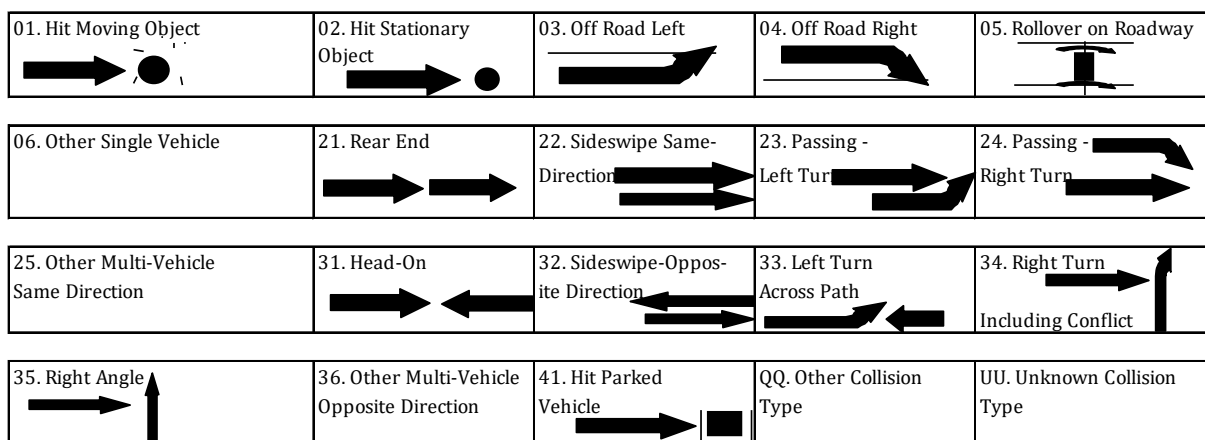 01. Hit Moving Object
02. Hit Stationary
Object
03. Off Road Left
04. Off Road Right
05. Rollover on Roadway
06. Other Single Vehicle
21. Rear End
22. Sideswipe Same-
Direction
23. Passing -
Left Turn
24. Passing -
Right Turn
25. Other Multi-Vehicle
Same Direction
31. Head-On
32. Sideswipe-Oppos-
ite Direction
33. Left Turn
Across Path
34. Right Turn
Including Conflict
35. Right Angle
36. Other Multi-Vehicle
Opposite Direction
41. Hit Parked
Vehicle
QQ. Other Collision
Type
UU. Unknown Collision
Type